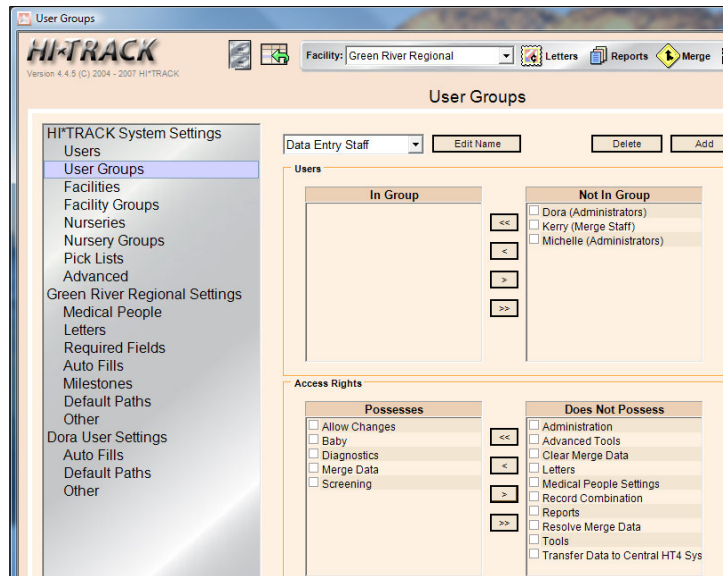 User Groups
HI*TRACK
Version 4.4.5 (C) 2004 - 2007 HI*TRACK
Facility: Green River Regional
Letters
Reports
Merge
User Groups
HI*TRACK System Settings
Users
User Groups
Facilities
Facility Groups
Nurseries
Nursery Groups
Pick Lists
Advanced
Green River Regional Settings
Medical People
Letters
Required Fields
Auto Fills
Milestones
Default Paths
Other
Dora User Settings
Auto Fills
Default Paths
Other
Data Entry Staff
Edit Name
Delete
Add
Users
In Group
<<
<
>
>>
Not In Group
Dora (Administrators)
Kerry (Merge Staff)
Michelle (Administrators)
Access Rights
Possesses
Allow Changes
Baby
Diagnostics
Merge Data
Screening
<<
<
>
>>
Does Not Possess
Administration
Advanced Tools
Clear Merge Data
Letters
Medical People Settings
Record Combination
Reports
Resolve Merge Data
Tools
Transfer Data to Central HT4 Sys